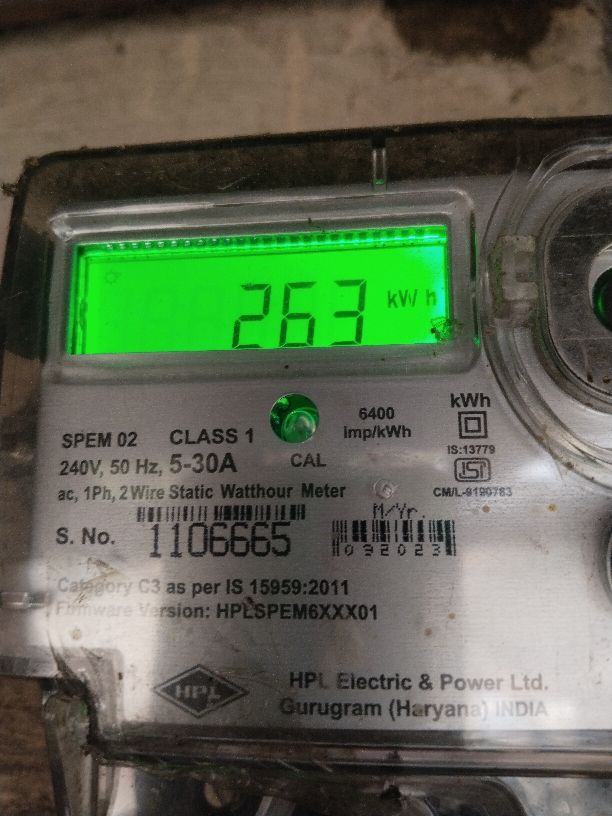 263 kWh
SPEM 02 CLASS 1
6400 imp/kWh
kWh
240V, 50 Hz, 5-30A
CAL
IS:13779
ac, 1Ph, 2 Wire Static Watthour Meter
CM/L-9190783
M/Yr.
S. No. 1106665
092023
Category C3 as per IS 15959:2011
Firmware Version: HPLSPEM6XXX01
HPL
HPL Electric & Power Ltd.
Gurugram (Haryana) INDIA